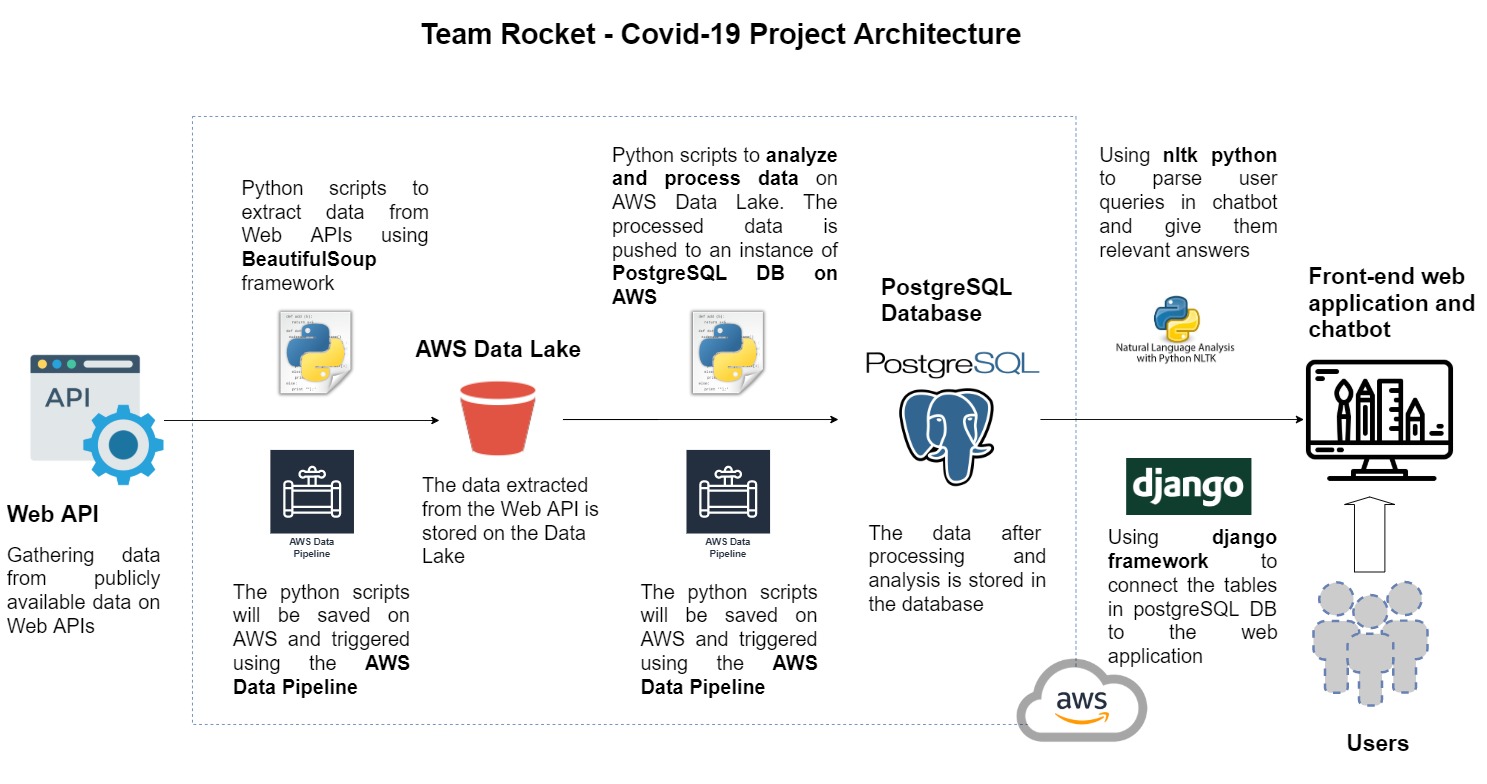 Team Rocket - Covid-19 Project Architecture
API
Web API
Gathering data
from publicly
available data on
Web APIs
Python scripts to
extract data from
Web APIs using
BeautifulSoup
framework
AWS Data
Pipeline
The python scripts
will be saved on
AWS and triggered
using the AWS
Data Pipeline
AWS Data Lake
The data extracted
from the Web API is
stored on the Data
Lake
Python scripts to analyze
and process data on
AWS Data Lake. The
processed data is
pushed to an instance of
PostgreSQL DB on
AWS
AWS Data
Pipeline
The python scripts
will be saved on
AWS and triggered
using the AWS
Data Pipeline
PostgreSQL
Database
PostgreSQL
The data after
processing and
analysis is stored in
the database
aws
Using nltk python
to parse user
queries in chatbot
and give them
relevant answers
Natural Language Analysis
with Python NLTK
django
Using django
framework to
connect the tables
in postgreSQL DB
to the web
application
Front-end web
application and
chatbot
Users